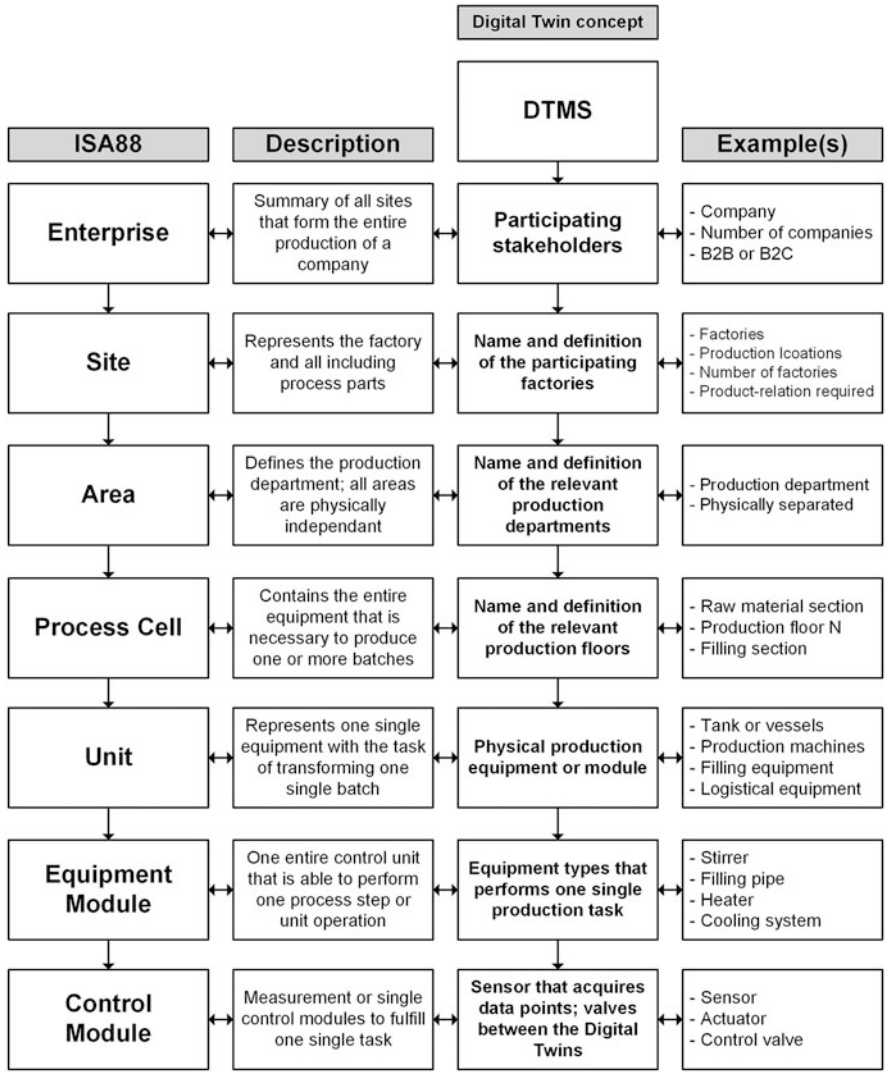 Digital Twin concept
DTMS
ISA88
Description
Example(s)
Enterprise
Summary of all sites
that form the entire
production of a
company
Participating
stakeholders
- Company
- Number of companies
- B2B or B2C
Site
Represents the factory
and all including
process parts
Name and definition
of the participating
factories
- Factories
- Production lcoations
- Number of factories
- Product-relation required
Area
Defines the production
department; all areas
are physically
independant
Name and definition
of the relevant
production
departments
- Production department
- Physically separated
Process Cell
Contains the entire
equipment that is
necessary to produce
one or more batches
Name and definition
of the relevant
production floors
- Raw material section
- Production floor N
- Filling section
Unit
Represents one single
equipment with the task
of transforming one
single batch
Physical production
equipment or module
- Tank or vessels
- Production machines
- Filling equipment
- Logistical equipment
Equipment
Module
One entire control unit
that is able to perform
one process step or
unit operation
Equipment types that
performs one single
production task
- Stirrer
- Filling pipe
- Heater
- Cooling system
Control
Module
Measurement or single
control modules to fulfill
one single task
Sensor that acquires
data points; valves
between the Digital
Twins
- Sensor
- Actuator
- Control valve